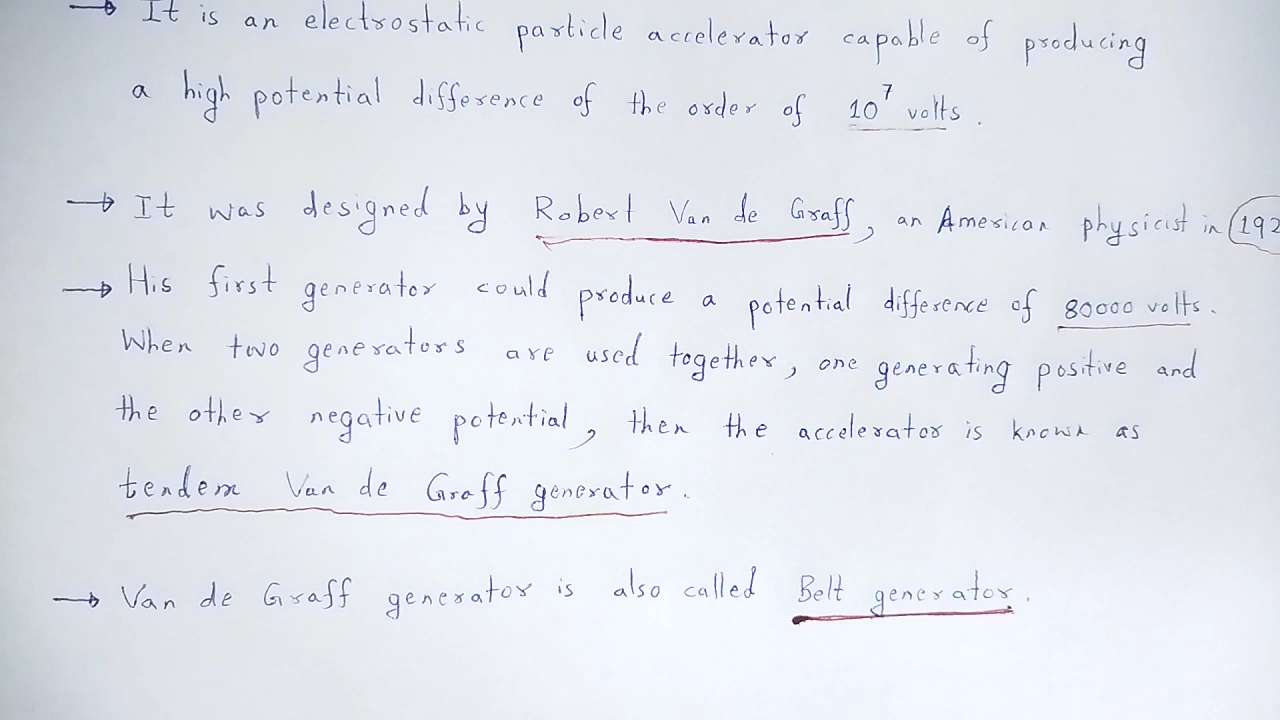 → It is an electrostatic particle accelerator capable of producing
a high potential difference of the order of 10⁷ volts.
→ It was designed by Robert Van de Graff, an American physicist in 192
→ His first generator could produce a potential difference of 80000 volts.
When two generators are used together, one generating positive and
the other negative potential, then the accelerator is known as
tendem Van de Graff generator.
→ Van de Graff generator is also called Belt generator.